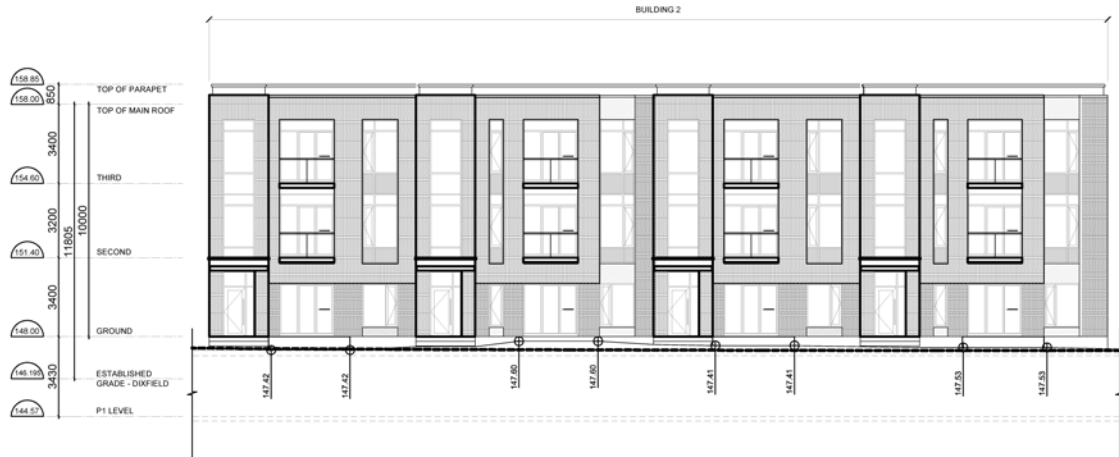 BUILDING 2
158.85
TOP OF PARAPET
850
158.00
TOP OF MAIN ROOF
3400
154.60
THIRD
3200
11805
10000
151.40
SECOND
3400
148.00
GROUND
3430
146.195
ESTABLISHED
GRADE - DIXFIELD
144.57
P1 LEVEL
147.42
147.42
147.60
147.60
147.41
147.41
147.53
147.53